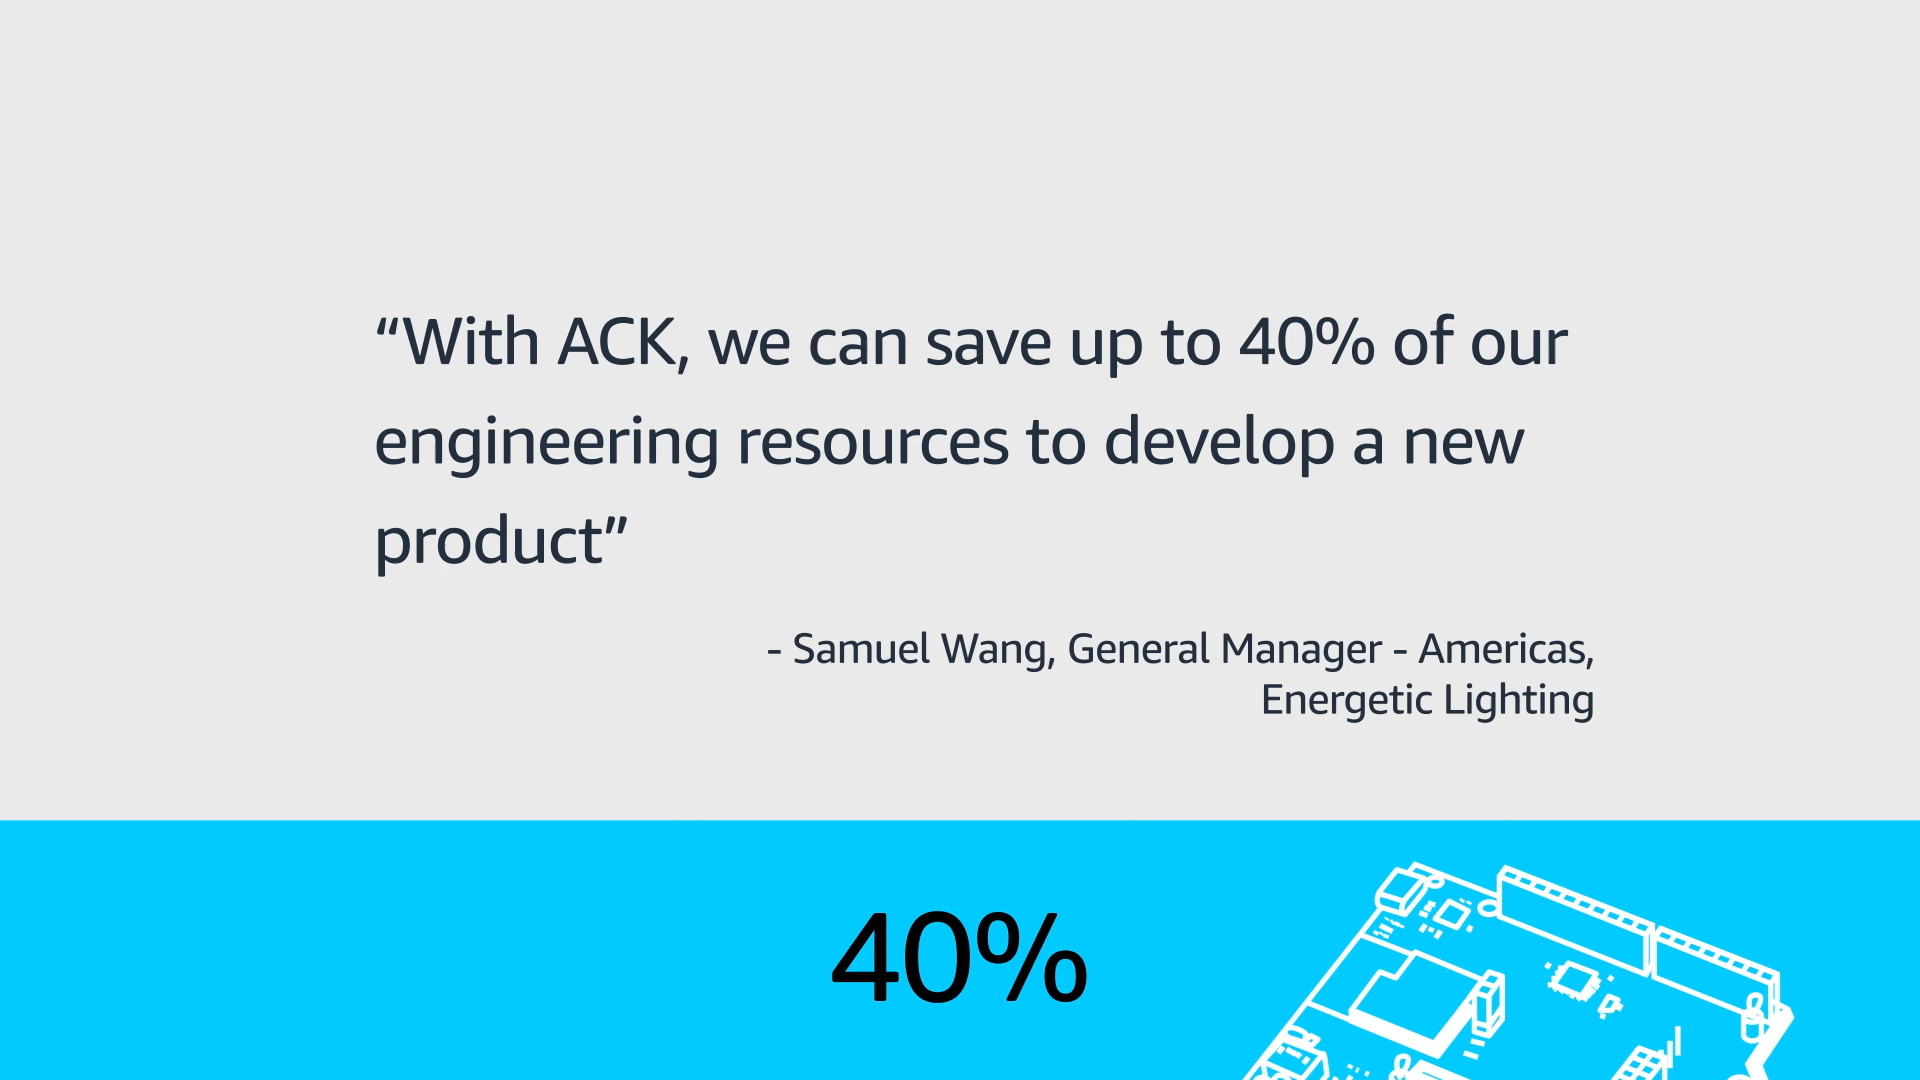 “With ACK, we can save up to 40% of our
engineering resources to develop a new
product”
- Samuel Wang, General Manager - Americas,
Energetic Lighting
40%